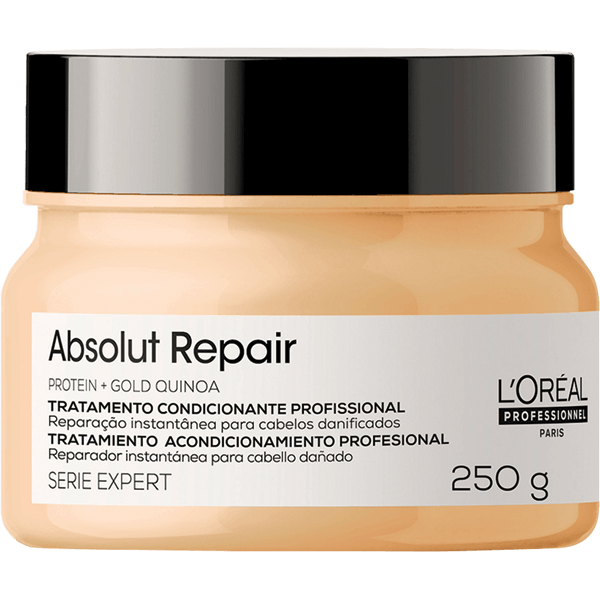 Absolut Repair
PROTEIN + GOLD QUINOA
TRATAMENTO CONDICIONANTE PROFISSIONAL
Reparação instantânea para cabelos danificados
TRATAMIENTO ACONDICIONAMIENTO PROFESIONAL
Reparador instantánea para cabello dañado
SERIE EXPERT
L'ORÉAL
PROFESSIONNEL
PARIS
250 g